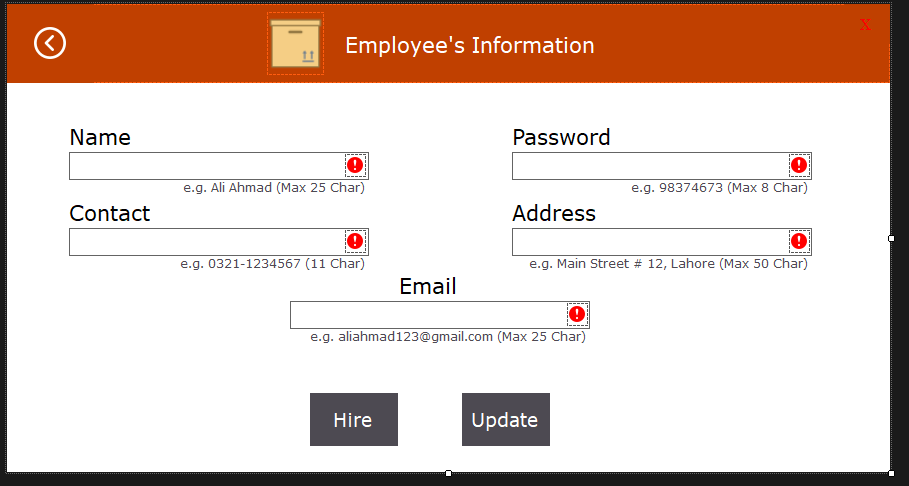 X
Employee's Information
Name
Password
e.g. Ali Ahmad (Max 25 Char)
e.g. 98374673 (Max 8 Char)
Contact
Address
e.g. 0321-1234567 (11 Char)
e.g. Main Street # 12, Lahore (Max 50 Char)
Email
e.g. aliahmad123@gmail.com (Max 25 Char)
Hire
Update